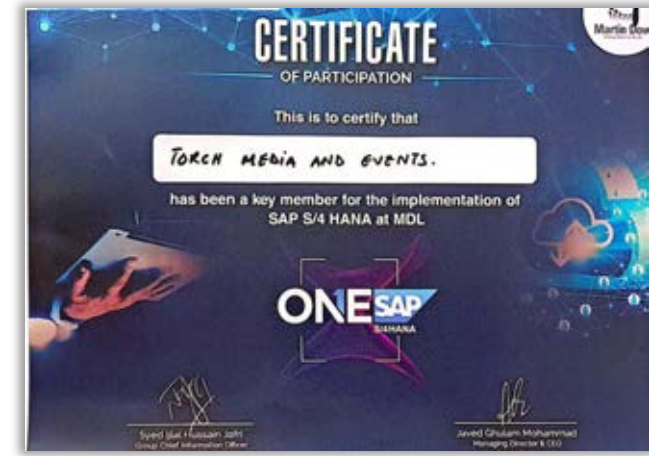 Martin Dow
CERTIFICATE
OF PARTICIPATION
This is to certify that
TORCH MEDIA AND EVENTS.
has been a key member for the implementation of
SAP S/4 HANA at MDL
ONE SAP
S/4HANA
Syed Hussain Jafri
Group Chief Information Officer
Javed Ghulam Mohammad
Managing Director & CEO